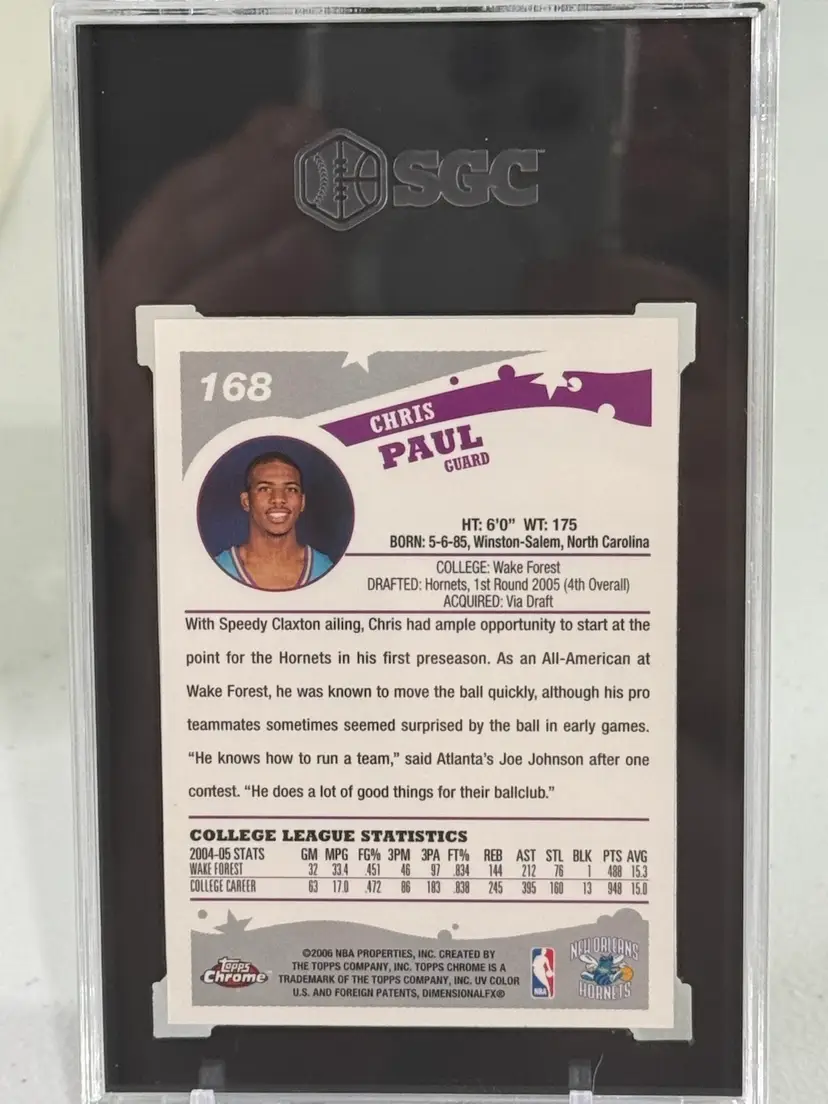 SGC
168
CHRIS
PAUL
GUARD
HT: 6'0" WT: 175
BORN: 5-6-85, Winston-Salem, North Carolina
COLLEGE: Wake Forest
DRAFTED: Hornets, 1st Round 2005 (4th Overall)
ACQUIRED: Via Draft
With Speedy Claxton ailing, Chris had ample opportunity to start at the
point for the Hornets in his first preseason. As an All-American at
Wake Forest, he was known to move the ball quickly, although his pro
teammates sometimes seemed surprised by the ball in early games.
“He knows how to run a team,” said Atlanta's Joe Johnson after one
contest. “He does a lot of good things for their ballclub.”
COLLEGE LEAGUE STATISTICS
2004-05 STATS GM MPG FG% 3PM 3PA FT% REB AST STL BLK PTS AVG
WAKE FOREST 32 33.4 .451 46 97 .834 144 212 76 1 488 15.3
COLLEGE CAREER 63 17.0 .472 86 183 .838 245 395 160 13 948 15.0
©2006 NBA PROPERTIES, INC. CREATED BY
THE TOPPS COMPANY, INC. TOPPS CHROME IS A
TRADEMARK OF THE TOPPS COMPANY, INC. UV COLOR
U.S. AND FOREIGN PATENTS, DIMENSIONALFX®
Topps
Chrome™
NBA
NEW ORLEANS
HORNETS